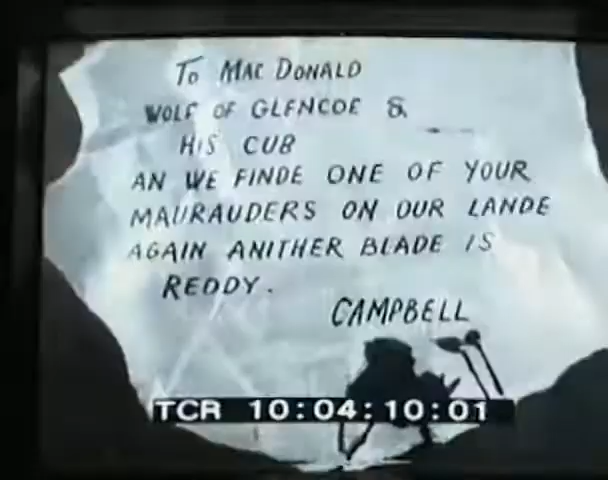 To MAC DONALD
WOLF OF GLENCOE &
HIS CUB
AN WE FINDE ONE OF YOUR
MAURAUDERS ON OUR LANDE
AGAIN ANITHER BLADE IS
REDDY.
CAMPBELL
TCR 10:04:10:01